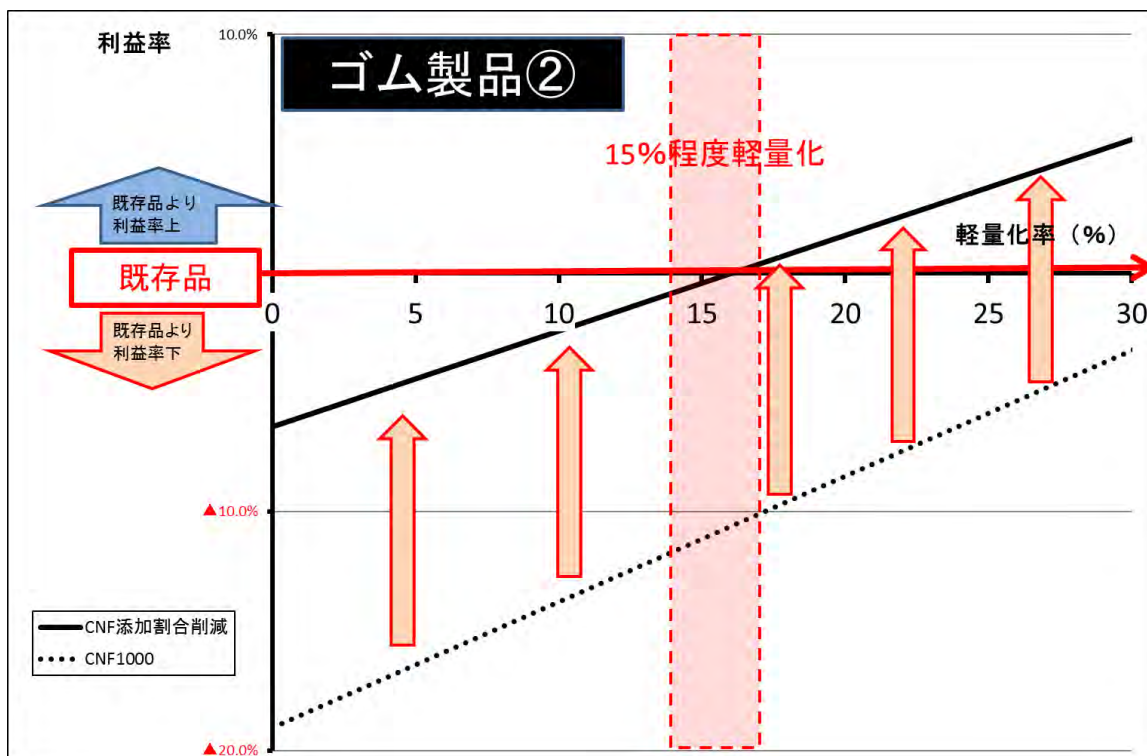 利益率
10.0%
ゴム製品②
15%程度軽量化
既存品より
利益率上
軽量化率（%）
既存品
0
5
10
15
20
25
30
既存品より
利益率下
▲10.0%
CNF添加割合削減
CNF1000
▲20.0%